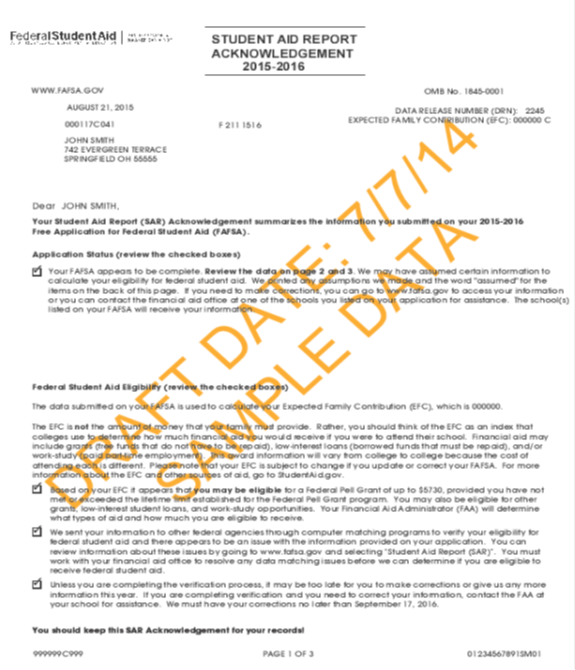 FederalStudentAid
STUDENT AID REPORT
ACKNOWLEDGEMENT
2015-2016
WWW.FAFSA.GOV
OMB No. 1845-0001
AUGUST 21, 2015
DATA RELEASE NUMBER (DRN): 2245
000117C041
F 211 1516
EXPECTED FAMILY CONTRIBUTION (EFC): 000000 C
JOHN SMITH
742 EVERGREEN TERRACE
SPRINGFIELD OH 55555
DRAFT DATE: 7/7/14
SAMPLE DATA
Dear JOHN SMITH,
Your Student Aid Report (SAR) Acknowledgement summarizes the information you submitted on your 2015-2016
Free Application for Federal Student Aid (FAFSA).
Application Status (review the checked boxes)
Your FAFSA appears to be complete. Review the data on page 2 and 3. We may have assumed certain information to
calculate your eligibility for federal student aid. We printed any assumptions we made and the word "assumed" for the
items on the back of this page. If you need to make corrections, you can go to www.fafsa.gov to access your information
or you can contact the financial aid office at one of the schools you listed on your application for assistance. The school(s)
listed on your FAFSA will receive your information.
Federal Student Aid Eligibility (review the checked boxes)
The data submitted on your FAFSA is used to calculate your Expected Family Contribution (EFC), which is 000000.
The EFC is not the amount of money that your family must provide. Rather, you should think of the EFC as an index that
colleges use to determine how much financial aid you would receive if you were to attend their school. Financial aid may
include grants (free funds that do not have to be repaid), low-interest loans (borrowed funds that must be repaid), and/or
work-study (paid part-time employment). This award information will vary from college to college because the cost of
attending each is different. Please note that your EFC is subject to change if you update or correct your FAFSA. For more
information about the EFC and other sources of aid, go to StudentAid.gov.
Based on your EFC it appears that you may be eligible for a Federal Pell Grant of up to $5730, provided you have not
met or exceeded the lifetime limit established for the Federal Pell Grant program. You may also be eligible for other
grants, low-interest student loans, and work-study opportunities. Your Financial Aid Administrator (FAA) will determine
what types of aid and how much you are eligible to receive.
We sent your information to other federal agencies through computer matching programs to verify your eligibility for
federal student aid and there appears to be an issue with the information provided on your application. You can
review information about these issues by going to www.fafsa.gov and selecting "Student Aid Report (SAR)". You must
work with your financial aid office to resolve any data matching issues before we can determine if you are eligible to
receive federal student aid.
Unless you are completing the verification process, it may be too late for you to make corrections or give us any more
information this year. If you are completing verification and you need to correct your information, contact the FAA at
your school for assistance. We must have your corrections no later than September 17, 2016.
You should keep this SAR Acknowledgement for your records!
999999C999
PAGE 1 OF 3
01234567891SM01